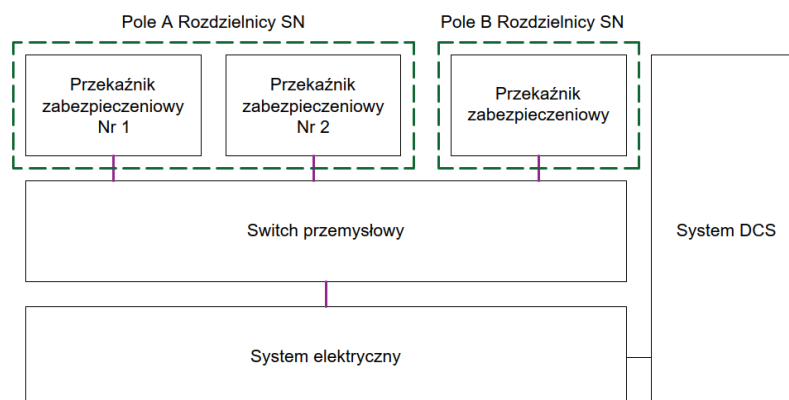 Pole A Rozdzielnicy SN
Pole B Rozdzielnicy SN
Przekaźnik
zabezpieczeniowy
Nr 1
Przekaźnik
zabezpieczeniowy
Nr 2
Przekaźnik
zabezpieczeniowy
Switch przemysłowy
System DCS
System elektryczny